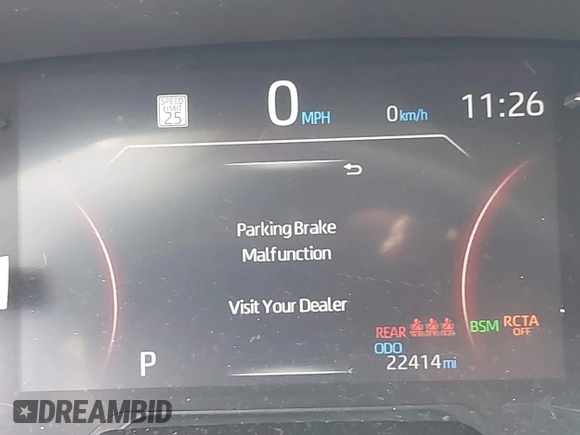 SPEED
LIMIT
25
0 MPH
0 km/h
11:26
Parking Brake
Malfunction
Visit Your Dealer
REAR
BSM
RCTA
OFF
ODO
22414 mi
P
DREAMBID